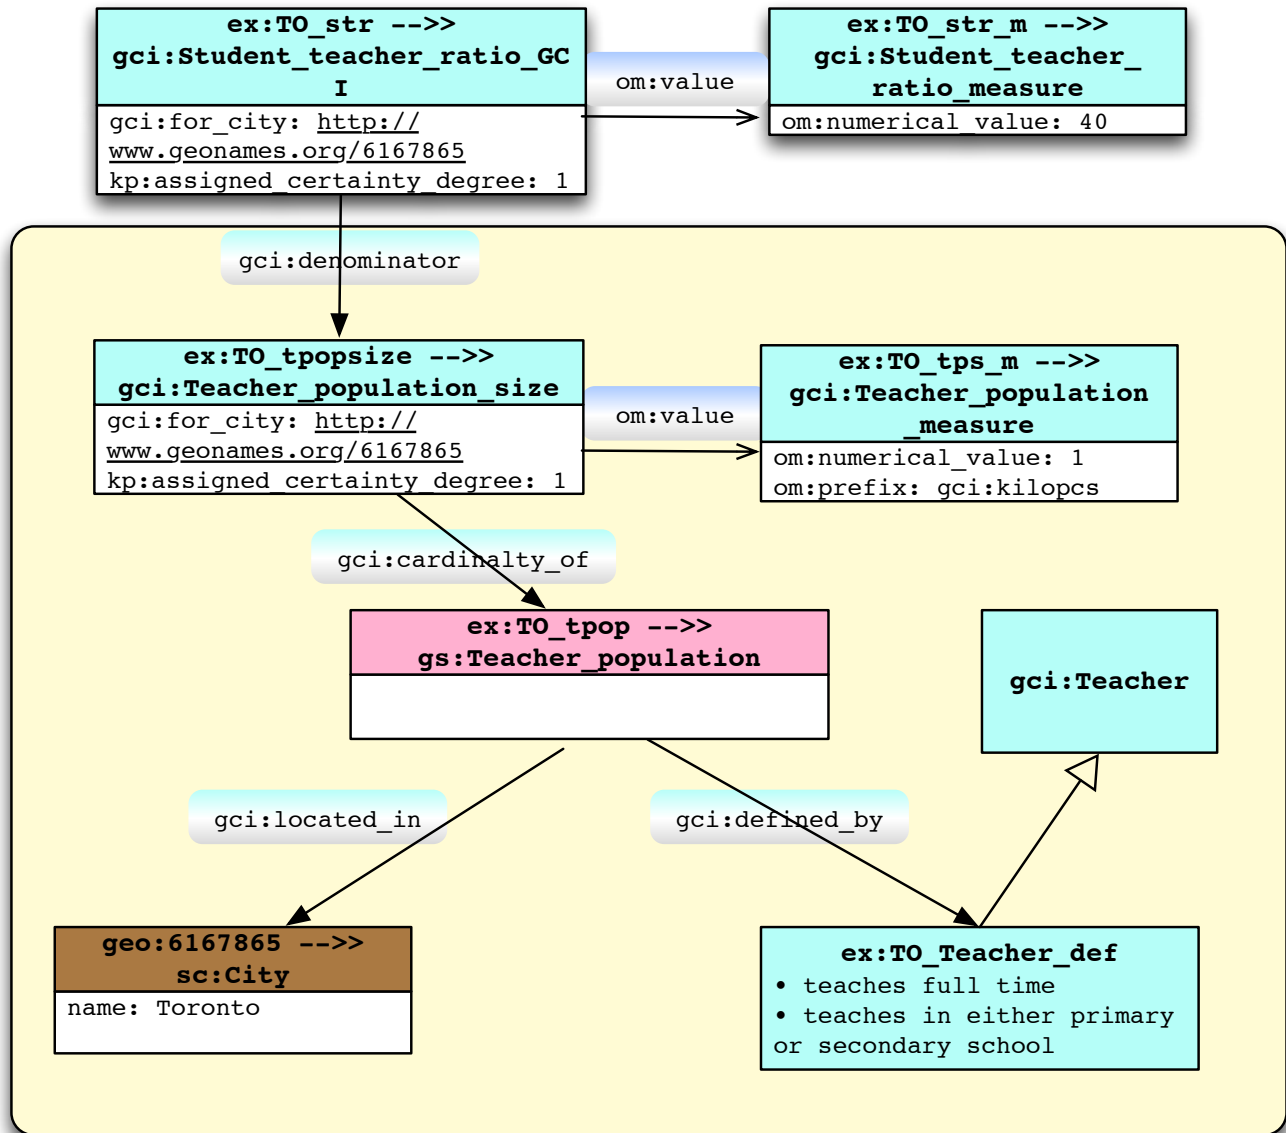 ex:TO_str -->>
gci:Student_teacher_ratio_GC
I
gci:for_city: http://
www.geonames.org/6167865
kp:assigned_certainty_degree: 1
om:value
ex:TO_str_m -->>
gci:Student_teacher_
ratio_measure
om:numerical_value: 40
gci:denominator
ex:TO_tpopsize -->>
gci:Teacher_population_size
gci:for_city: http://
www.geonames.org/6167865
kp:assigned_certainty_degree: 1
om:value
ex:TO_tps_m -->>
gci:Teacher_population
_measure
om:numerical_value: 1
om:prefix: gci:kilopcs
gci:cardinalty_of
ex:TO_tpop -->>
gs:Teacher_population
gci:Teacher
gci:located_in
gci:defined_by
geo:6167865 -->>
sc:City
name: Toronto
ex:TO_Teacher_def
• teaches full time
• teaches in either primary
or secondary school